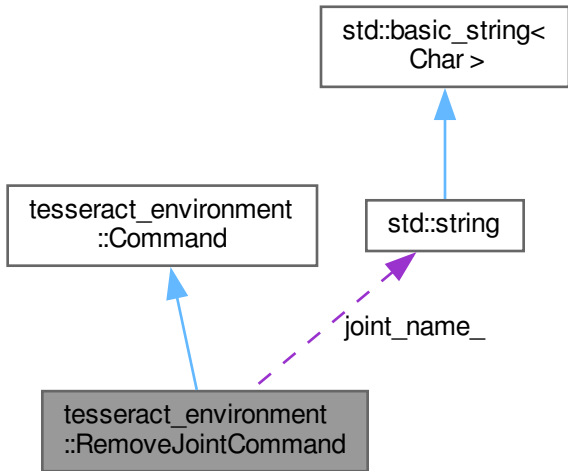 std::basic_string<
Char >
tesseract_environment
::Command
std::string
joint_name_
tesseract_environment
::RemoveJointCommand